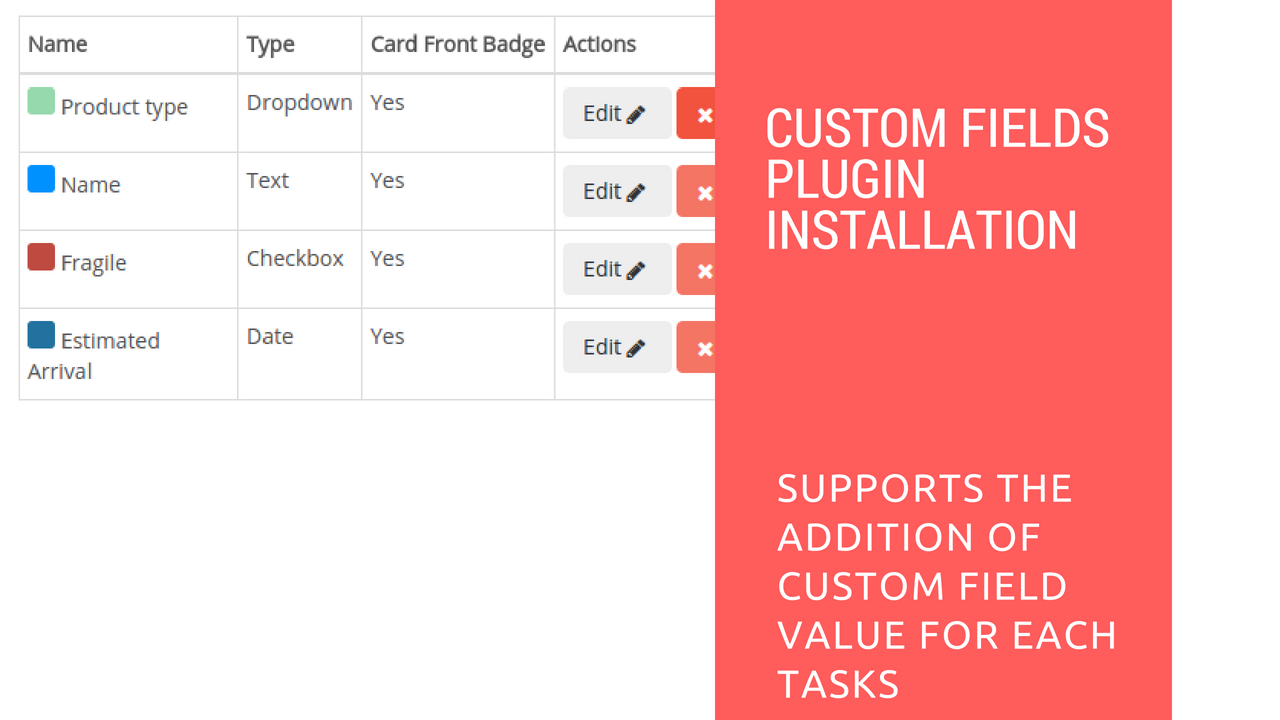 Name Type Card Front Badge Actions
Product type Dropdown Yes Edit
Name Text Yes Edit
Fragile Checkbox Yes Edit
Estimated Date Yes Edit
Arrival
CUSTOM FIELDS
PLUGIN
INSTALLATION
SUPPORTS THE
ADDITION OF
CUSTOM FIELD
VALUE FOR EACH
TASKS